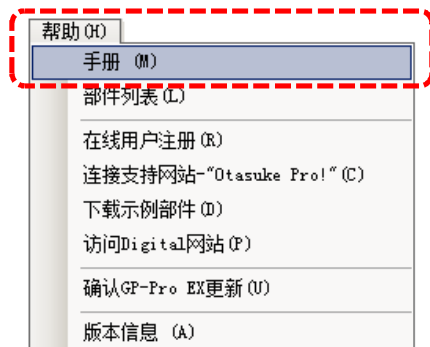 帮助(H)
手册 (M)
部件列表(L)
在线用户注册(R)
连接支持网站-"Otasuke Pro!"(C)
下载示例部件(D)
访问Digital网站(P)
确认GP-Pro EX更新(U)
版本信息 (A)